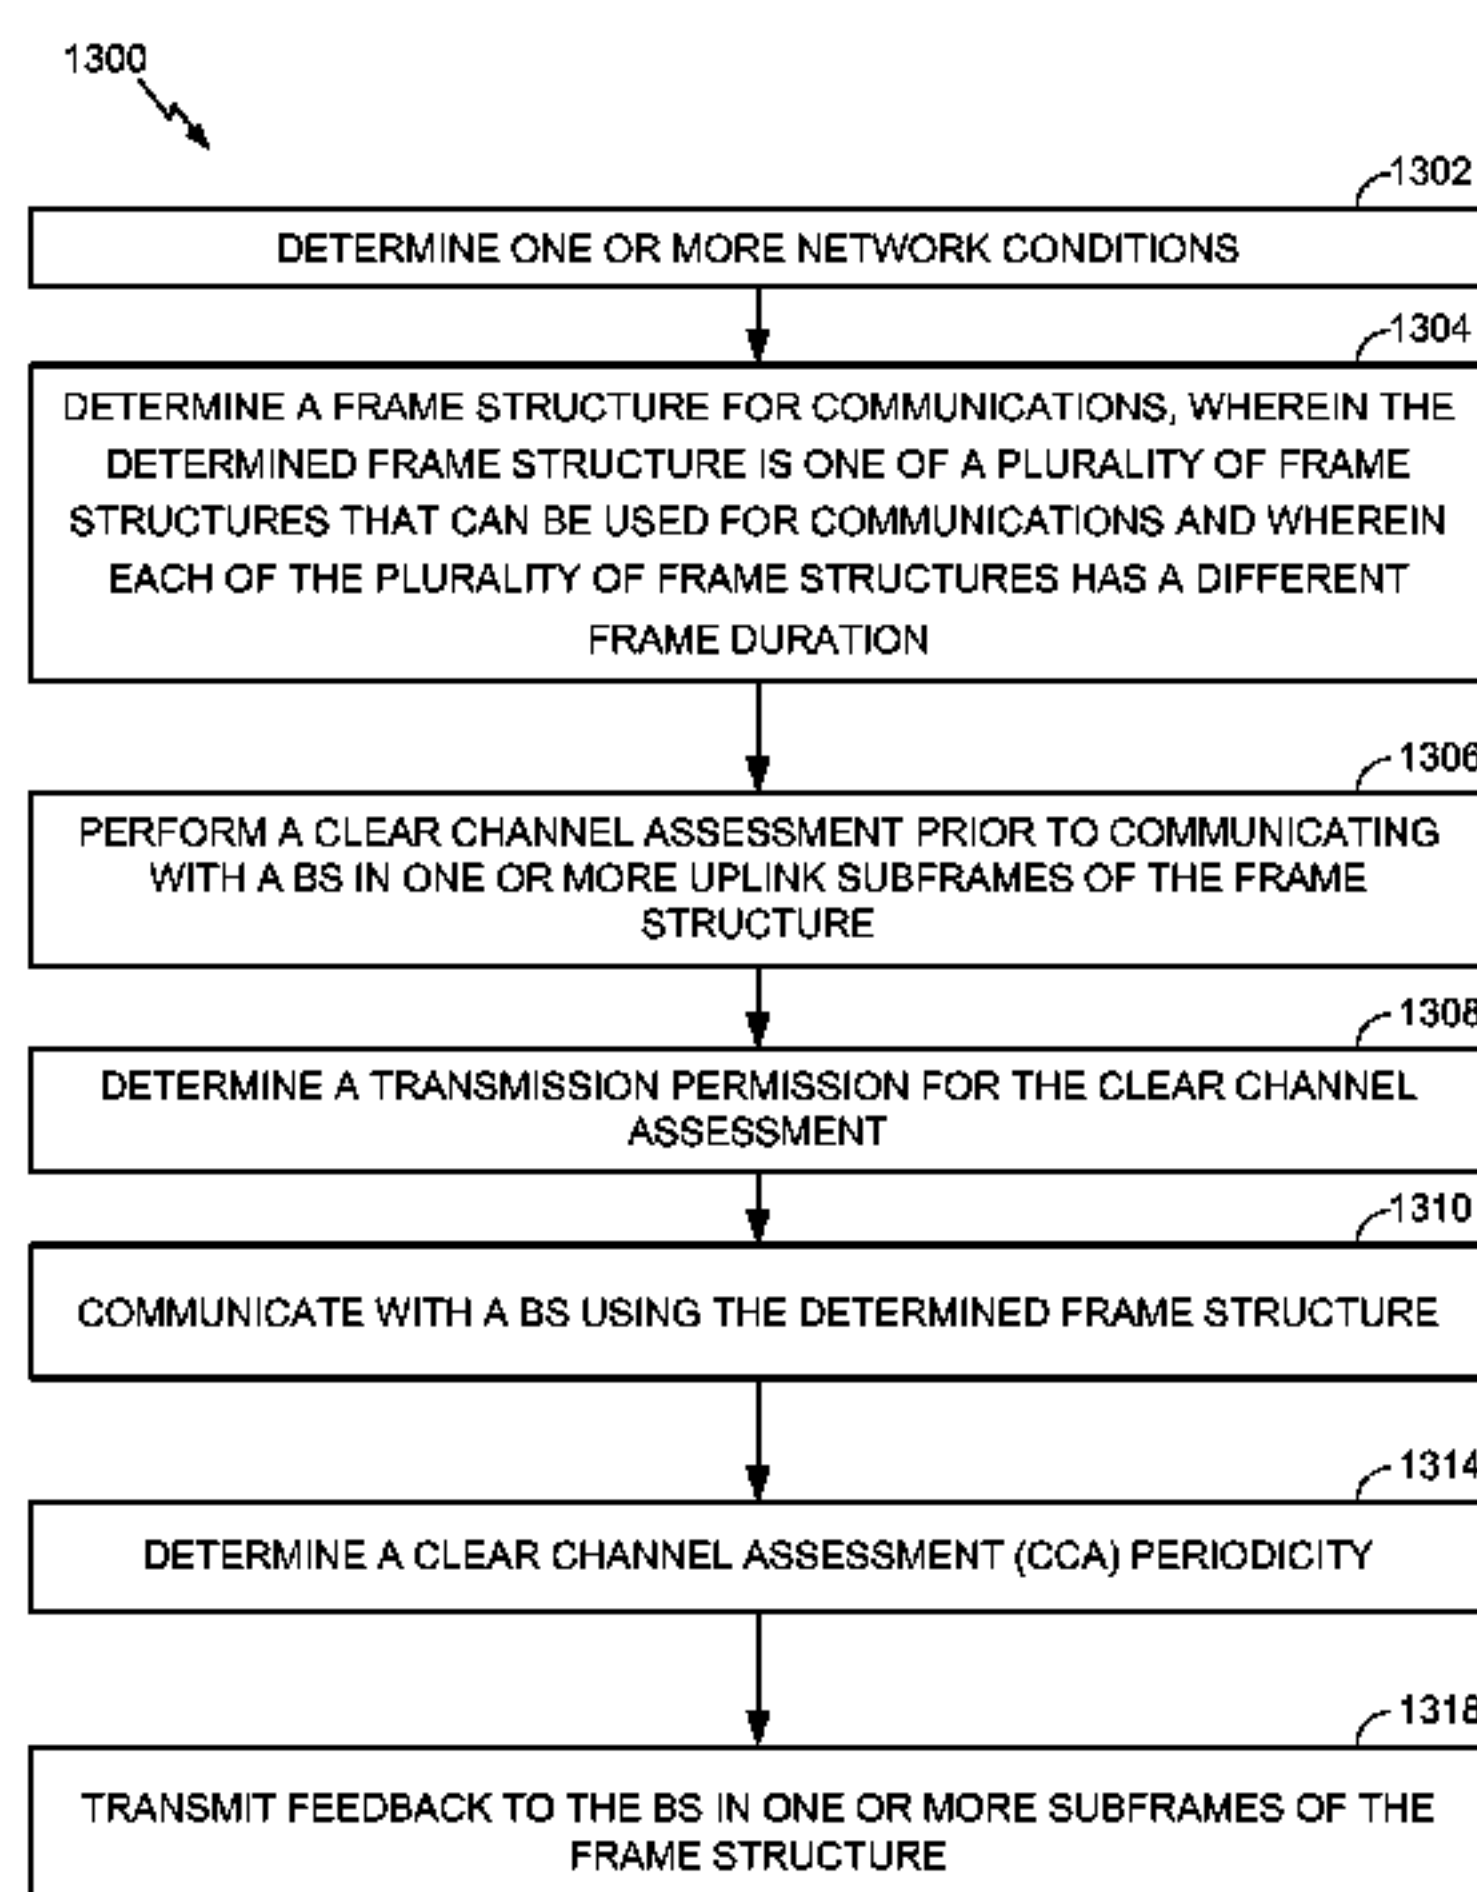 1300
1302
DETERMINE ONE OR MORE NETWORK CONDITIONS
1304
DETERMINE A FRAME STRUCTURE FOR COMMUNICATIONS, WHEREIN THE
DETERMINED FRAME STRUCTURE IS ONE OF A PLURALITY OF FRAME
STRUCTURES THAT CAN BE USED FOR COMMUNICATIONS AND WHEREIN
EACH OF THE PLURALITY OF FRAME STRUCTURES HAS A DIFFERENT
FRAME DURATION
1306
PERFORM A CLEAR CHANNEL ASSESSMENT PRIOR TO COMMUNICATING
WITH A BS IN ONE OR MORE UPLINK SUBFRAMES OF THE FRAME
STRUCTURE
1308
DETERMINE A TRANSMISSION PERMISSION FOR THE CLEAR CHANNEL
ASSESSMENT
1310
COMMUNICATE WITH A BS USING THE DETERMINED FRAME STRUCTURE
1314
DETERMINE A CLEAR CHANNEL ASSESSMENT (CCA) PERIODICITY
1318
TRANSMIT FEEDBACK TO THE BS IN ONE OR MORE SUBFRAMES OF THE
FRAME STRUCTURE